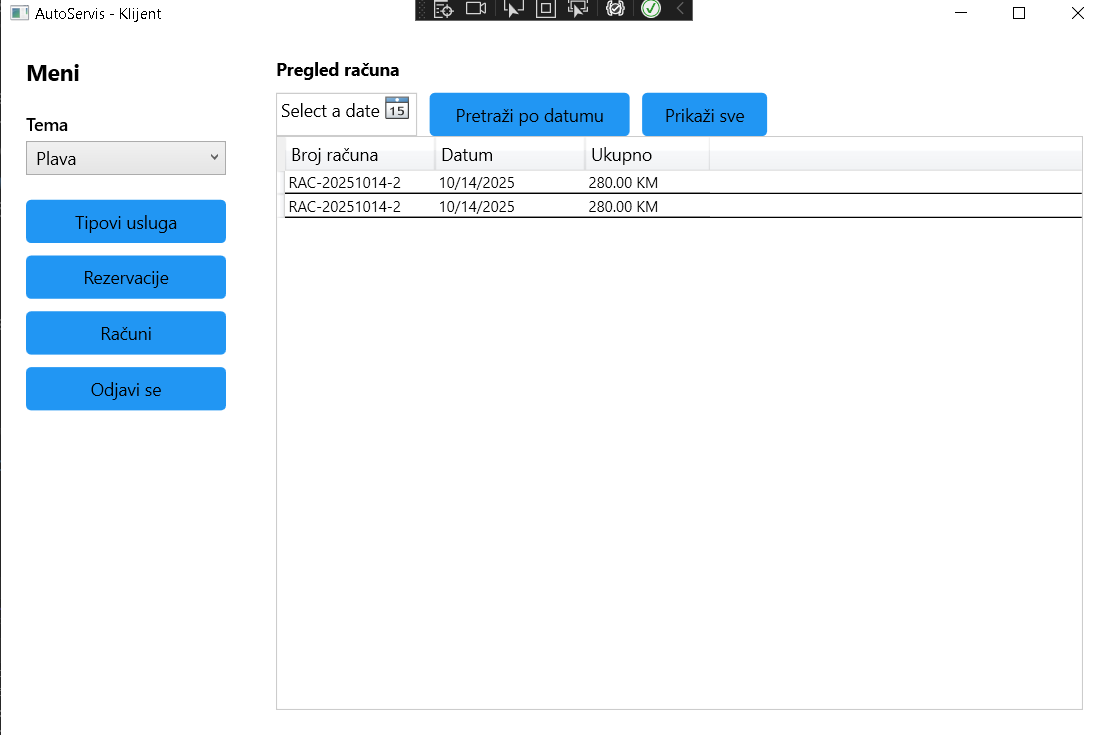 AutoServis - Klijent
Meni
Tema
Plava
Tipovi usluga
Rezervacije
Računi
Odjavi se
Pregled računa
Select a date 15
Pretraži po datumu
Prikaži sve
Broj računa Datum Ukupno
RAC-20251014-2 10/14/2025 280.00 KM
RAC-20251014-2 10/14/2025 280.00 KM